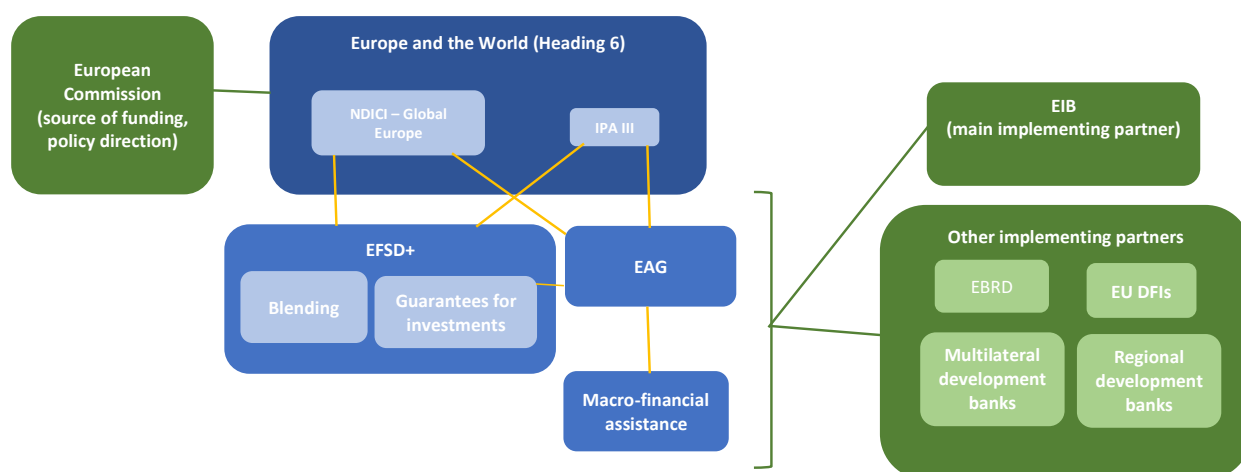 European
Commission
(source of funding,
policy direction)
Europe and the World (Heading 6)
NDICI – Global
Europe
IPA III
EFSD+
Blending
Guarantees for
investments
EAG
Macro-financial
assistance
EIB
(main implementing partner)
Other implementing partners
EBRD
EU DFIs
Multilateral
development
banks
Regional
development
banks